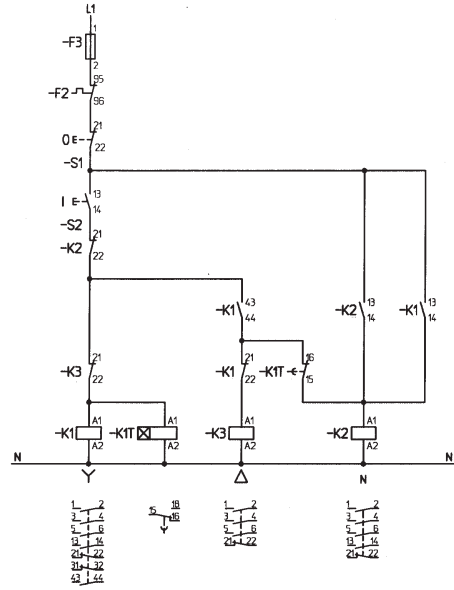 L1
1
-F3
2
95
-F2
96
21
O E
22
-S1
13
I E
14
-S2
21
-K2
22
43
-K1
44
13
-K2
14
13
-K1
14
21
-K3
22
21
-K1
22
16
-K1T
15
A1
-K1
A2
A1
-K1T
A2
A1
-K3
A2
A1
-K2
A2
N
N
Y
Δ
N
1 2
3 4
5 6
13 14
21 22
31 32
43 44
18
15 16
1 2
3 4
5 6
21 22
1 2
3 4
5 6
13 14
21 22